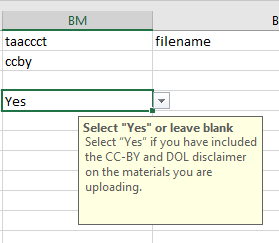 BM
taaccct filename
ccby
Yes
Select "Yes" or leave blank
Select "Yes" if you have included
the CC-BY and DOL disclaimer
on the materials you are
uploading.